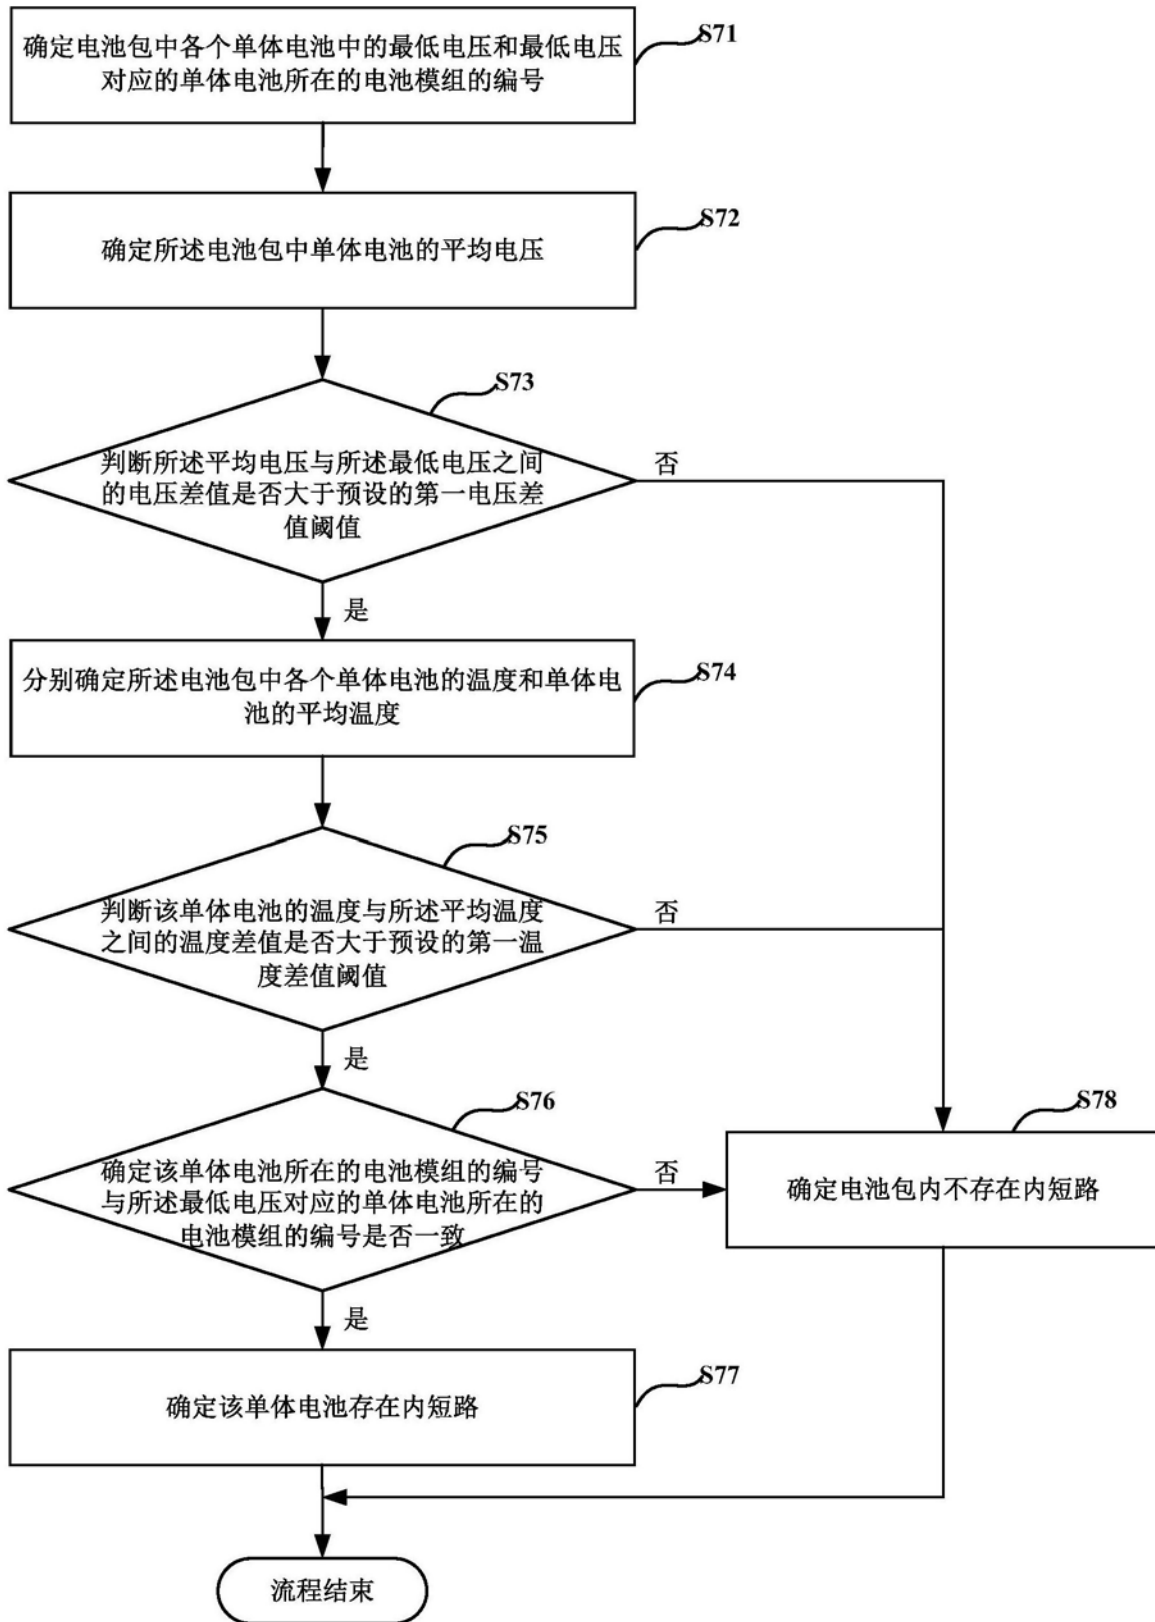 确定电池包中各个单体电池中的最低电压和最低电压
对应的单体电池所在的电池模组的编号
S71
确定所述电池包中单体电池的平均电压
S72
S73
判断所述平均电压与所述最低电压之间
的电压差值是否大于预设的第一电压差
值阈值
否
是
分别确定所述电池包中各个单体电池的温度和单体电
池的平均温度
S74
S75
判断该单体电池的温度与所述平均温度
之间的温度差值是否大于预设的第一温
度差值阈值
否
是
S76
确定该单体电池所在的电池模组的编号
与所述最低电压对应的单体电池所在的
电池模组的编号是否一致
否
S78
确定电池包内不存在内短路
是
确定该单体电池存在内短路
S77
流程结束